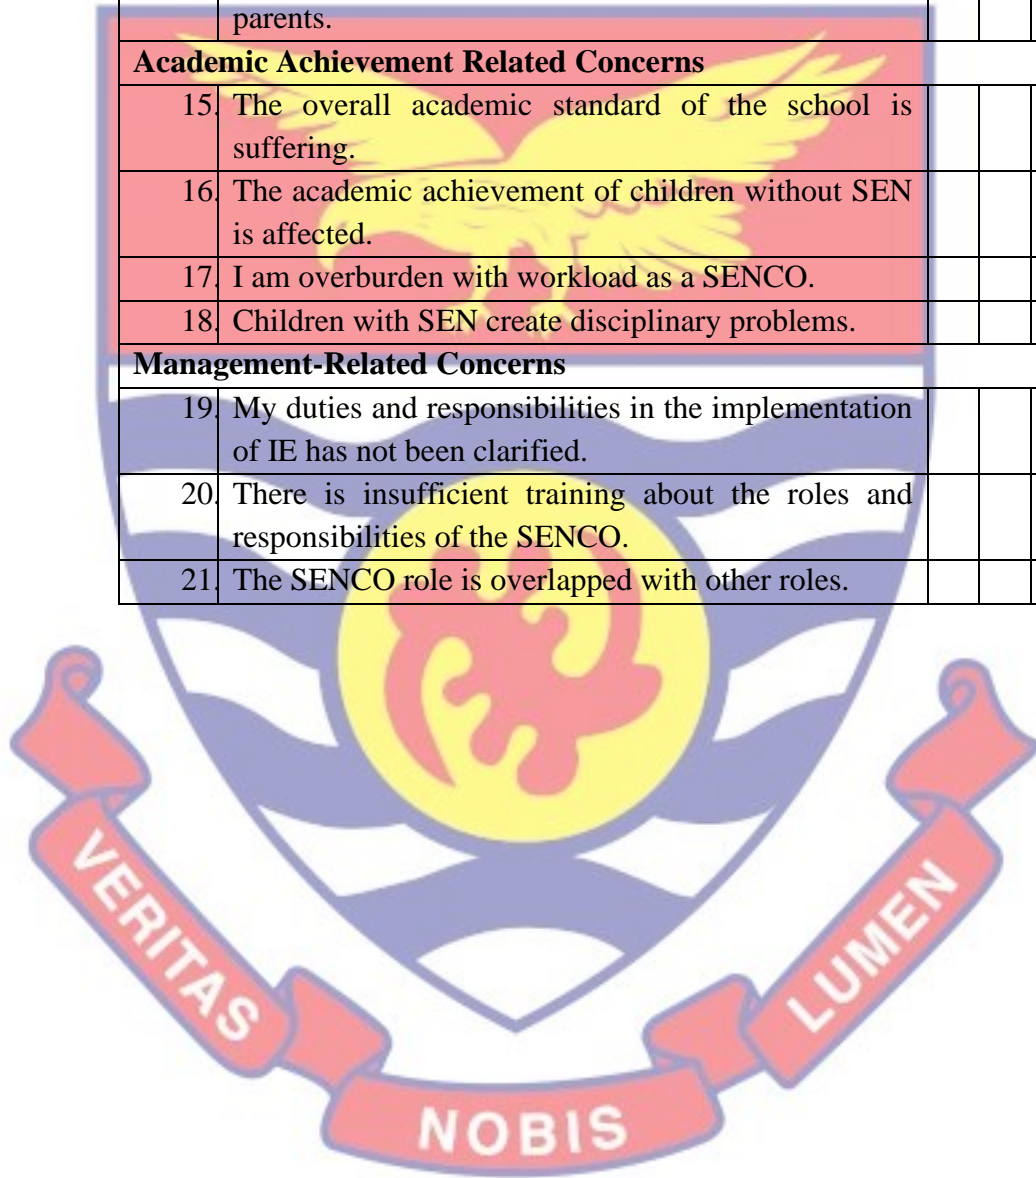 parents.
Academic Achievement Related Concerns
15. The overall academic standard of the school is
suffering.
16. The academic achievement of children without SEN
is affected.
17. I am overburden with workload as a SENCO.
18. Children with SEN create disciplinary problems.
Management-Related Concerns
19. My duties and responsibilities in the implementation
of IE has not been clarified.
20. There is insufficient training about the roles and
responsibilities of the SENCO.
21. The SENCO role is overlapped with other roles.
VERITAS
NOBIS
LUMEN